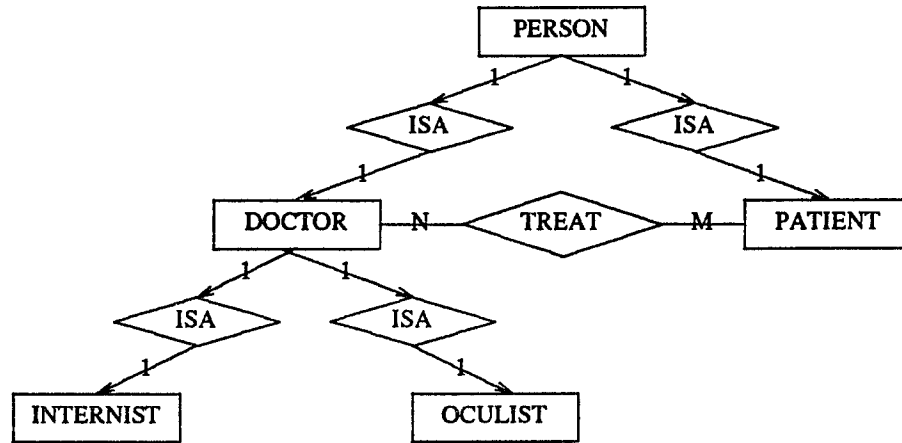 PERSON
1 1
ISA ISA
1 1
DOCTOR N TREAT M PATIENT
1 1
ISA ISA
1 1
INTERNIST OCULIST